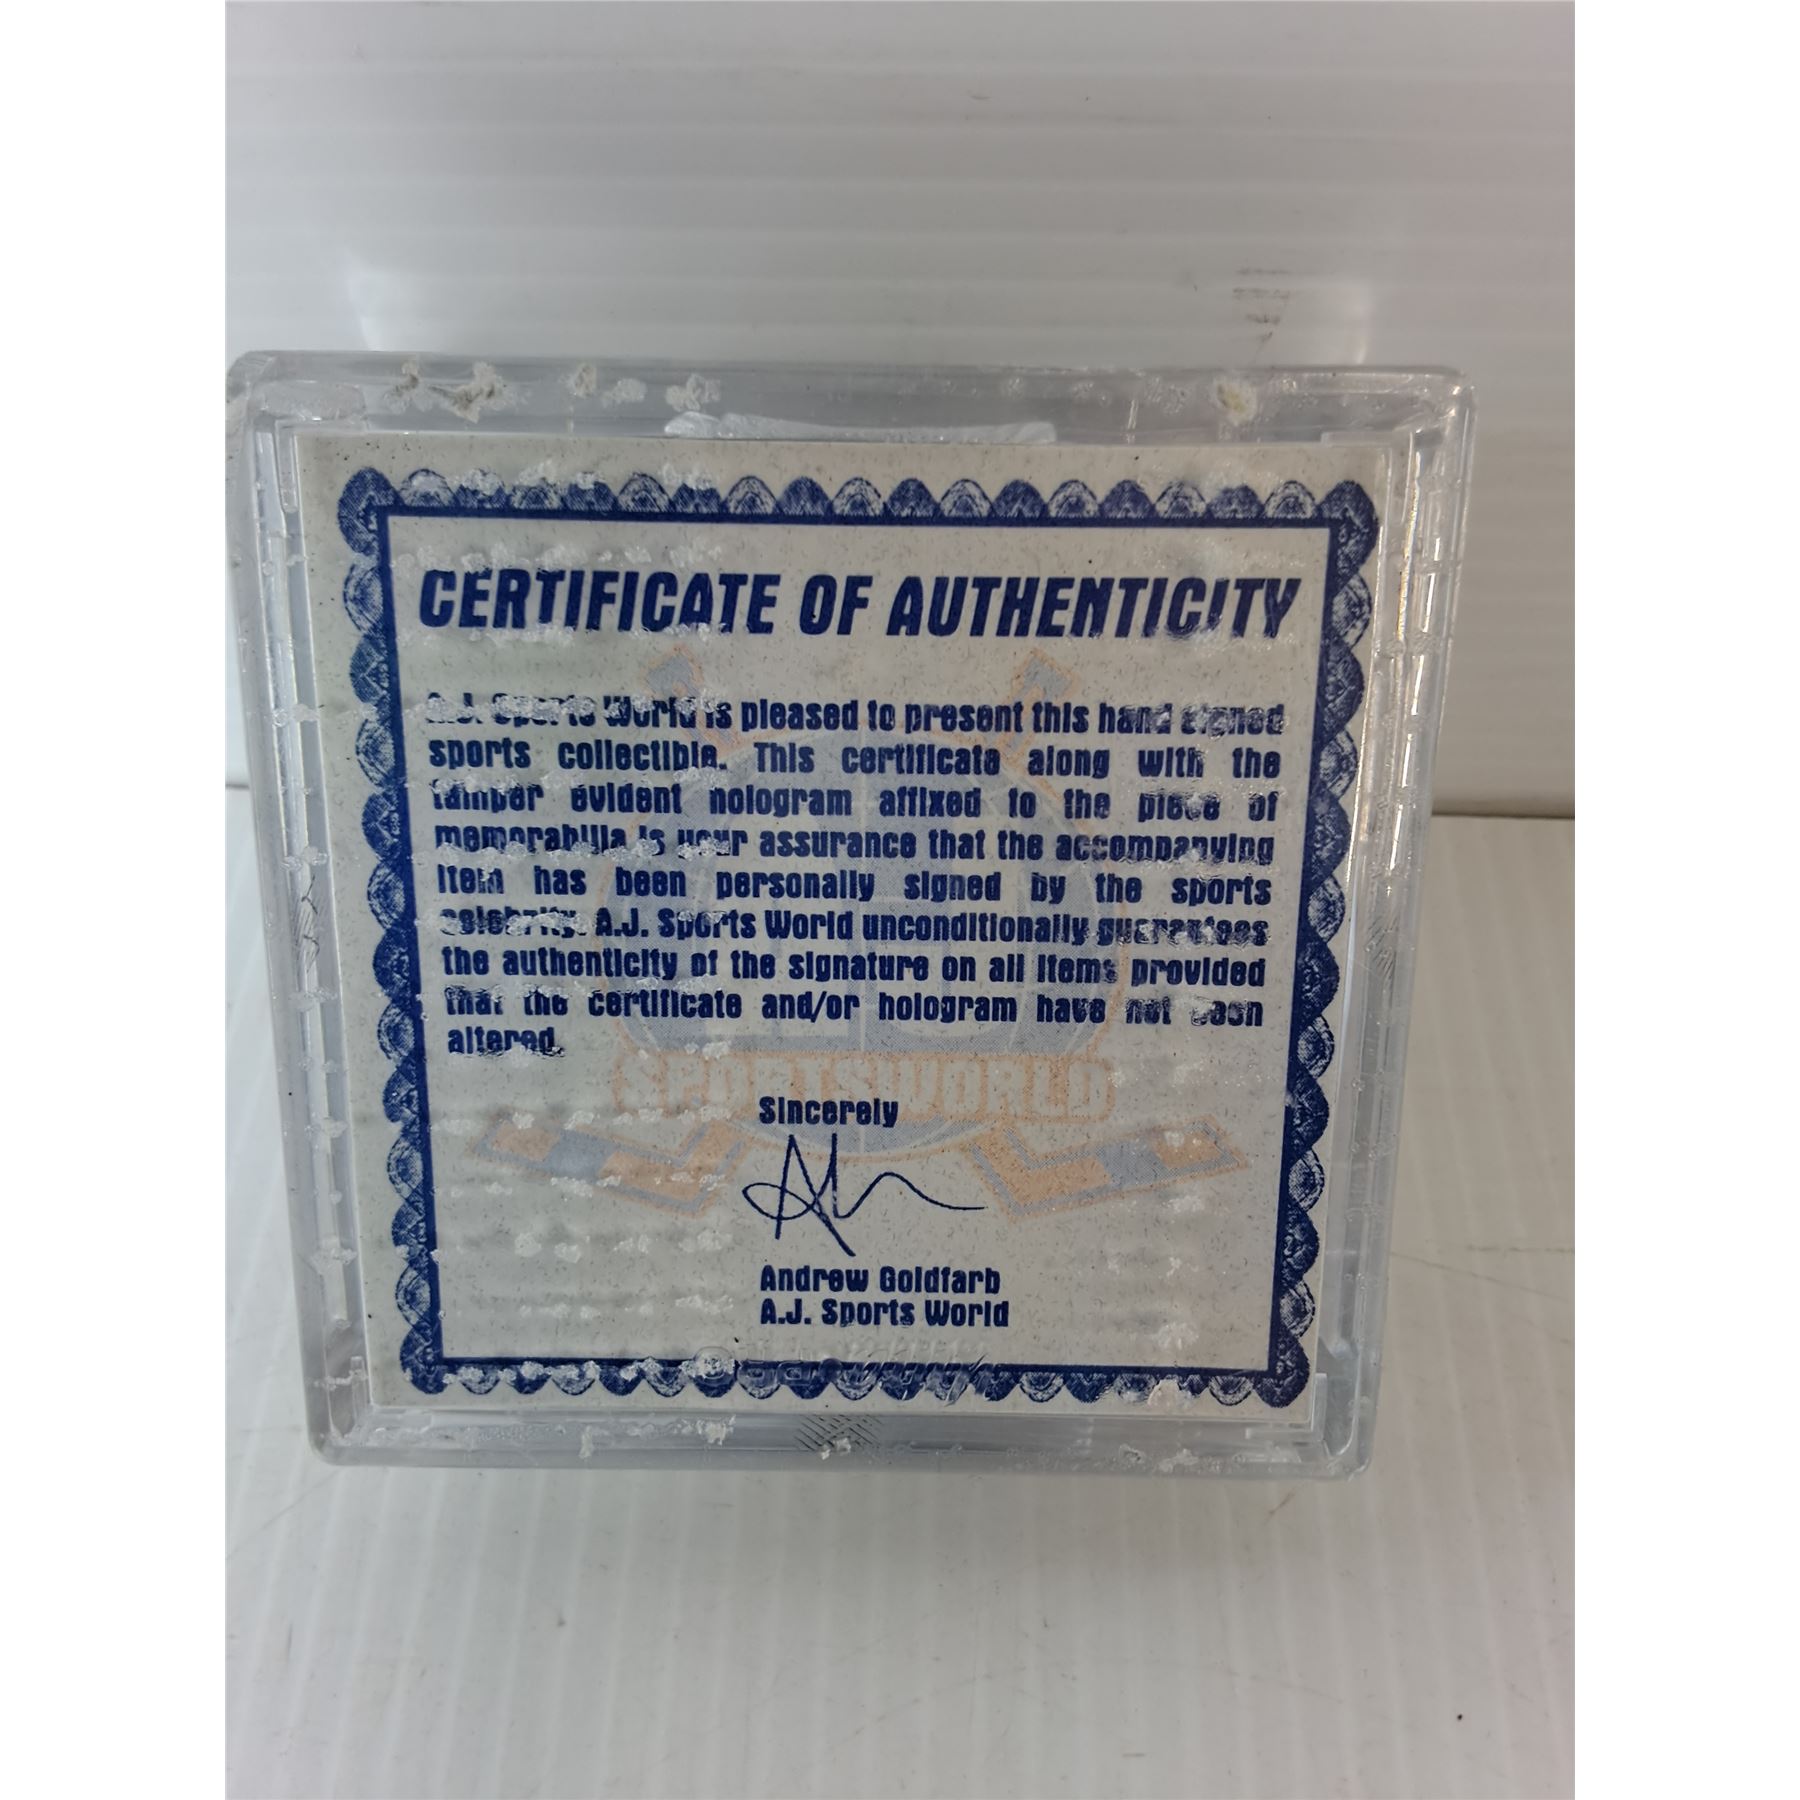 CERTIFICATE OF AUTHENTICITY
A.J. Sports World is pleased to present this hand signed
sports collectible. This certificate along with the
tamper evident hologram affixed to the piece of
memorabilia is your assurance that the accompanying
item has been personally signed by the sports
celebrity. A.J. Sports World unconditionally guarantees
the authenticity of the signature on all items provided
that the certificate and/or hologram have not been
altered.
SPORTSWORLD
Sincerely
Andrew Goldfarb
A.J. Sports World